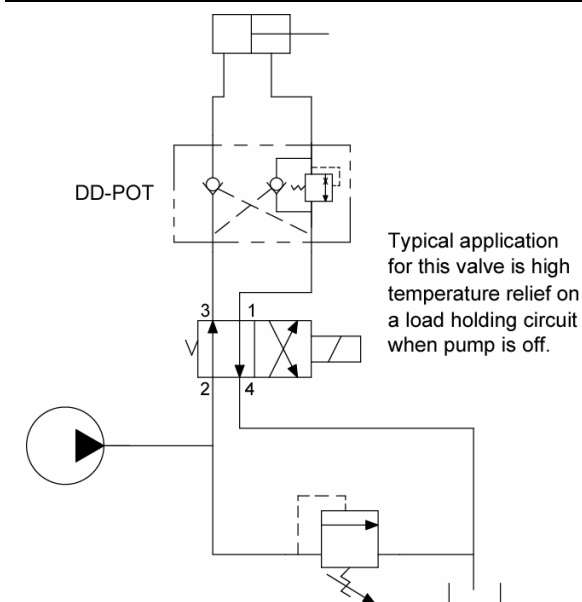 DD-POT
Typical application
for this valve is high
temperature relief on
a load holding circuit
when pump is off.
3 1
2 4